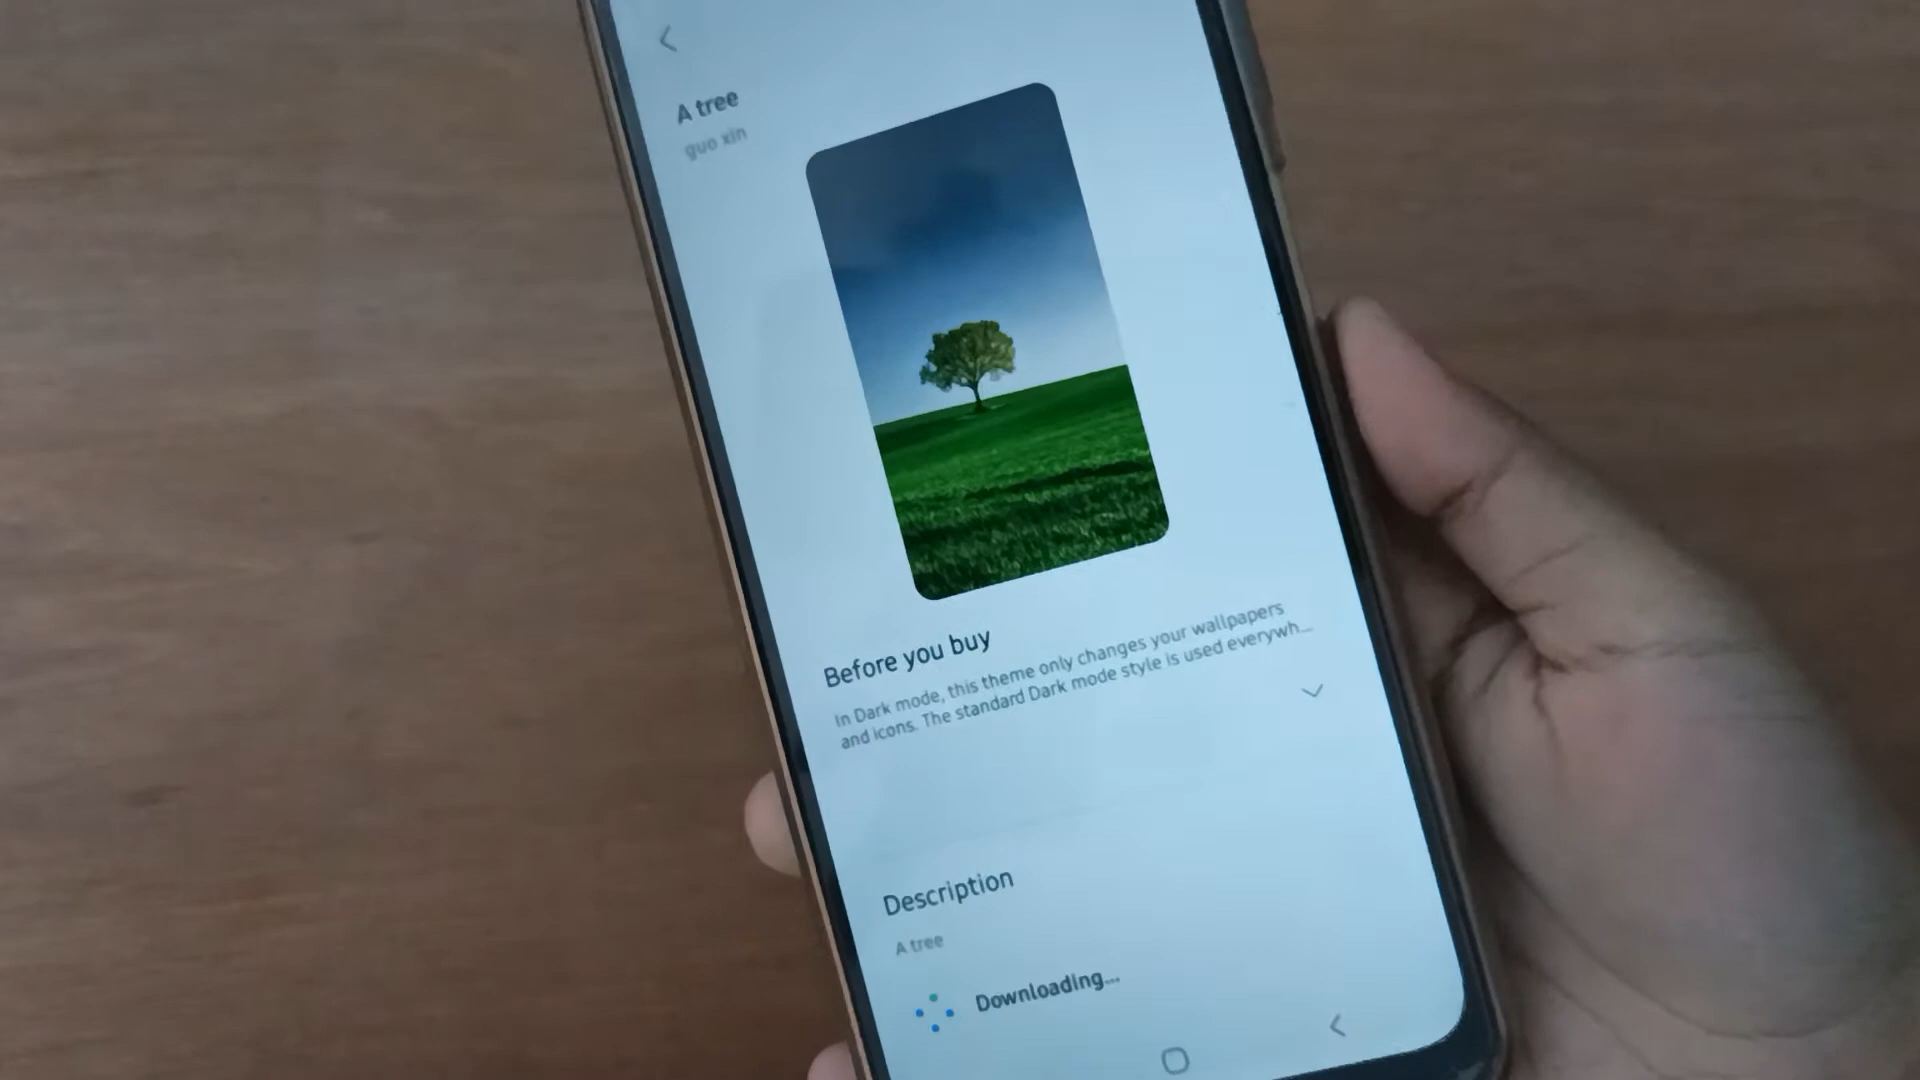 A tree
guo xin
Before you buy
In Dark mode, this theme only changes your wallpapers
and icons. The standard Dark mode style is used everywh...
Description
A tree
Downloading...